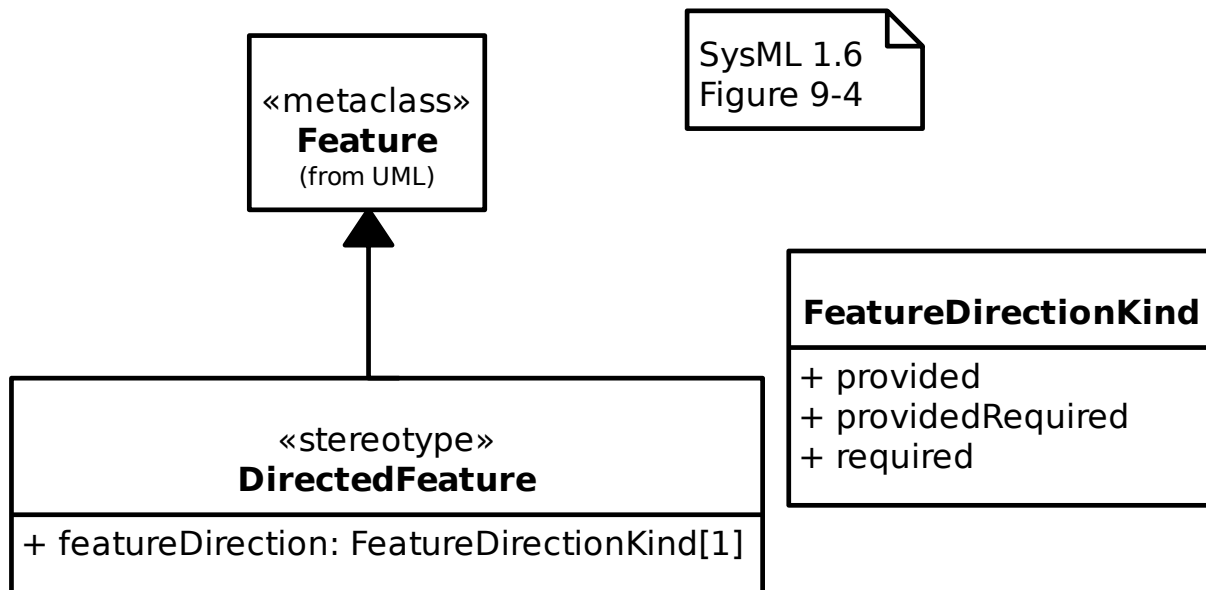 «metaclass»
Feature
(from UML)
SysML 1.6
Figure 9-4
FeatureDirectionKind
+ provided
+ providedRequired
+ required
«stereotype»
DirectedFeature
+ featureDirection: FeatureDirectionKind[1]